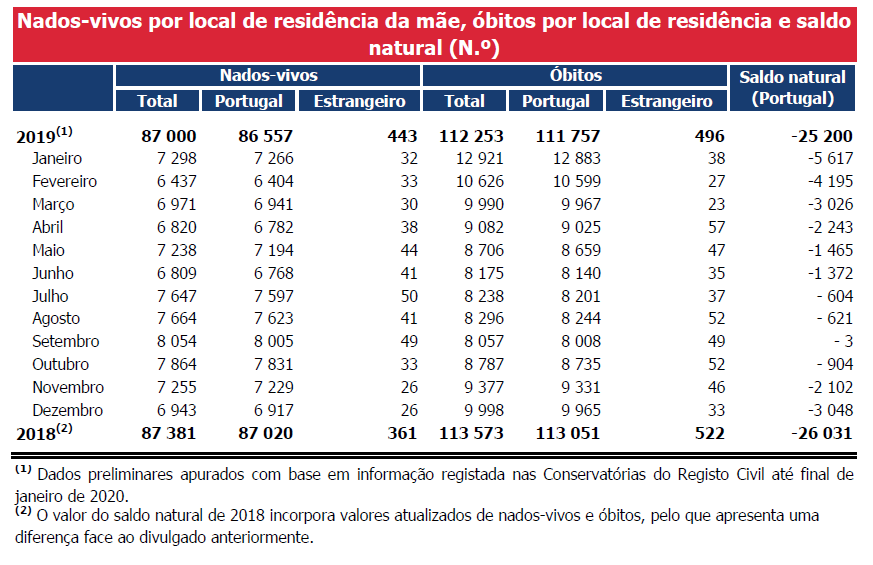 Nados-vivos por local de residência da mãe, óbitos por local de residência e saldo
natural (N.º)
Nados-vivos Óbitos Saldo natural
(Portugal)
Total Portugal Estrangeiro Total Portugal Estrangeiro
2019(1) 87 000 86 557 443 112 253 111 757 496 -25 200
Janeiro 7 298 7 266 32 12 921 12 883 38 -5 617
Fevereiro 6 437 6 404 33 10 626 10 599 27 -4 195
Março 6 971 6 941 30 9 990 9 967 23 -3 026
Abril 6 820 6 782 38 9 082 9 025 57 -2 243
Maio 7 238 7 194 44 8 706 8 659 47 -1 465
Junho 6 809 6 768 41 8 175 8 140 35 -1 372
Julho 7 647 7 597 50 8 238 8 201 37 - 604
Agosto 7 664 7 623 41 8 296 8 244 52 - 621
Setembro 8 054 8 005 49 8 057 8 008 49 - 3
Outubro 7 864 7 831 33 8 787 8 735 52 - 904
Novembro 7 255 7 229 26 9 377 9 331 46 -2 102
Dezembro 6 943 6 917 26 9 998 9 965 33 -3 048
2018(2) 87 381 87 020 361 113 573 113 051 522 -26 031
(1) Dados preliminares apurados com base em informação registada nas Conservatórias do Registo Civil até final de
janeiro de 2020.
(2) O valor do saldo natural de 2018 incorpora valores atualizados de nados-vivos e óbitos, pelo que apresenta uma
diferença face ao divulgado anteriormente.